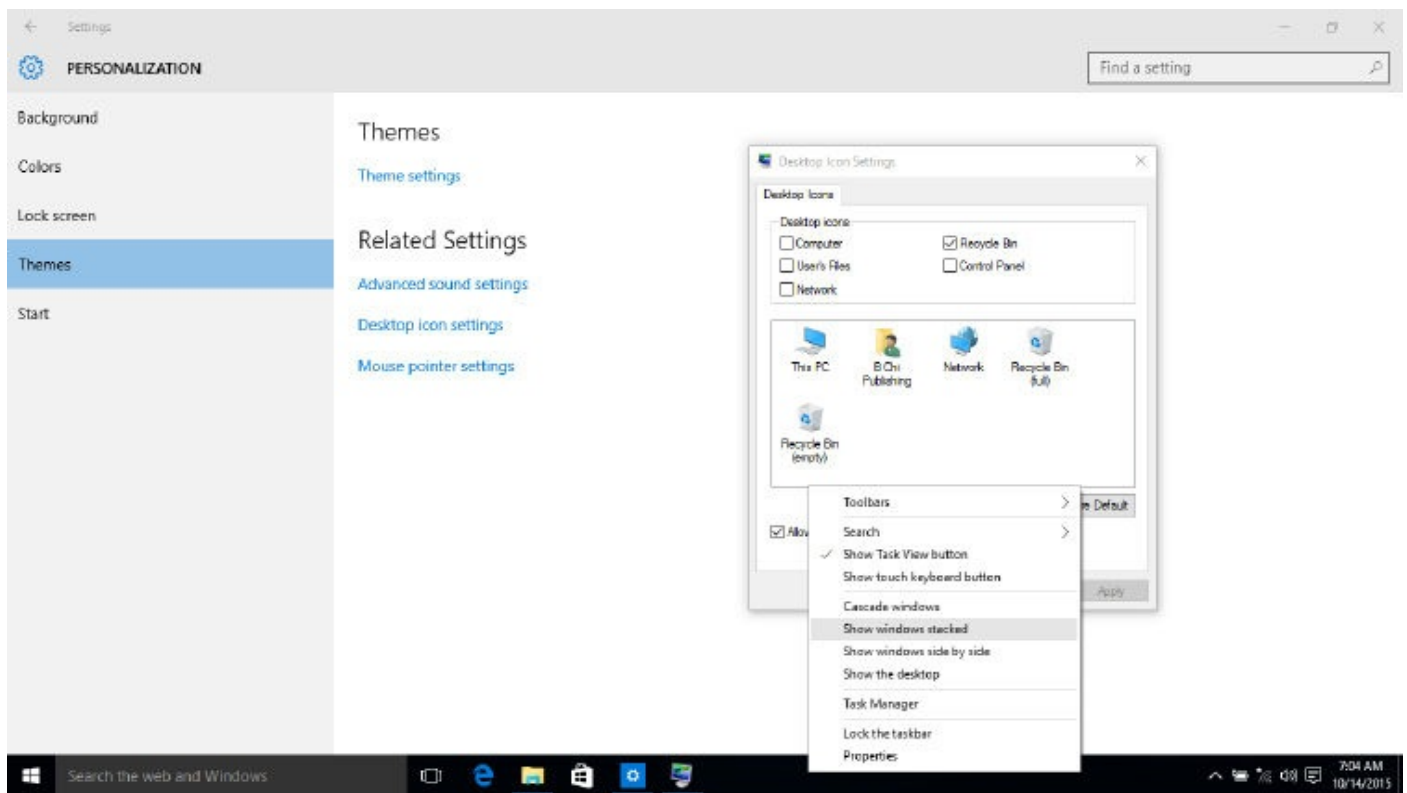 Settings
PERSONALIZATION
Find a setting
Background
Colors
Lock screen
Themes
Start
Themes
Theme settings
Related Settings
Advanced sound settings
Desktop icon settings
Mouse pointer settings
Desktop Icon Settings
Desktop Icons
Desktop icons
Computer
Recycle Bin
User's Files
Control Panel
Network
This PC
B Chi
Publishing
Network
Recycle Bin
(full)
Recycle Bin
(empty)
Default
Apply
Toolbars
Search
Show Task View button
Show touch keyboard button
Cascade windows
Show windows stacked
Show windows side by side
Show the desktop
Task Manager
Lock the taskbar
Properties
Search the web and Windows
7:04 AM
10/14/2015